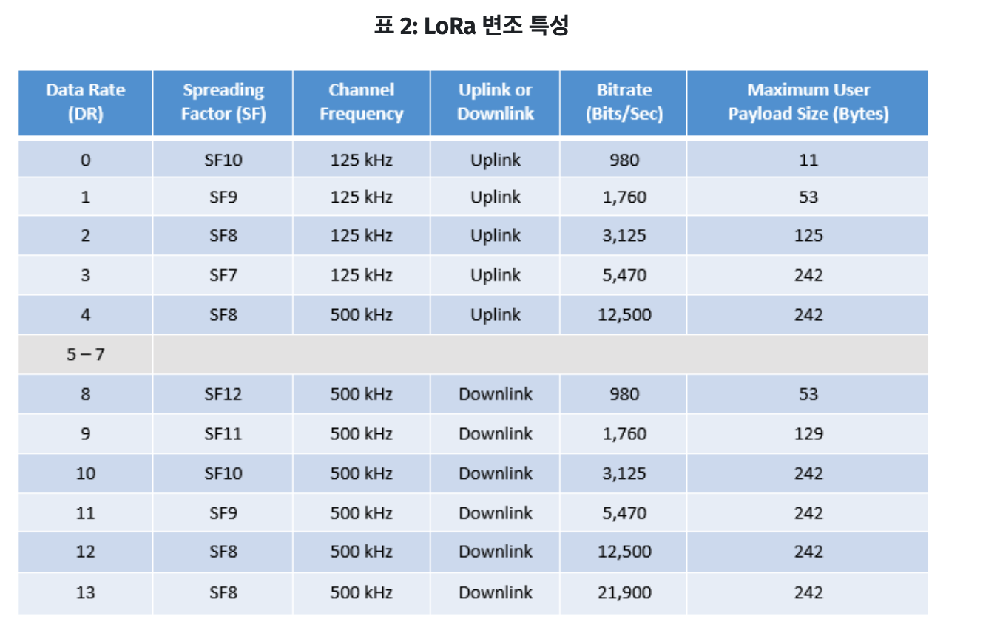 표 2: LoRa 변조 특성
Data Rate (DR) Spreading Factor (SF) Channel Frequency Uplink or Downlink Bitrate (Bits/Sec) Maximum User Payload Size (Bytes)
0 SF10 125 kHz Uplink 980 11
1 SF9 125 kHz Uplink 1,760 53
2 SF8 125 kHz Uplink 3,125 125
3 SF7 125 kHz Uplink 5,470 242
4 SF8 500 kHz Uplink 12,500 242
5 – 7
8 SF12 500 kHz Downlink 980 53
9 SF11 500 kHz Downlink 1,760 129
10 SF10 500 kHz Downlink 3,125 242
11 SF9 500 kHz Downlink 5,470 242
12 SF8 500 kHz Downlink 12,500 242
13 SF8 500 kHz Downlink 21,900 242